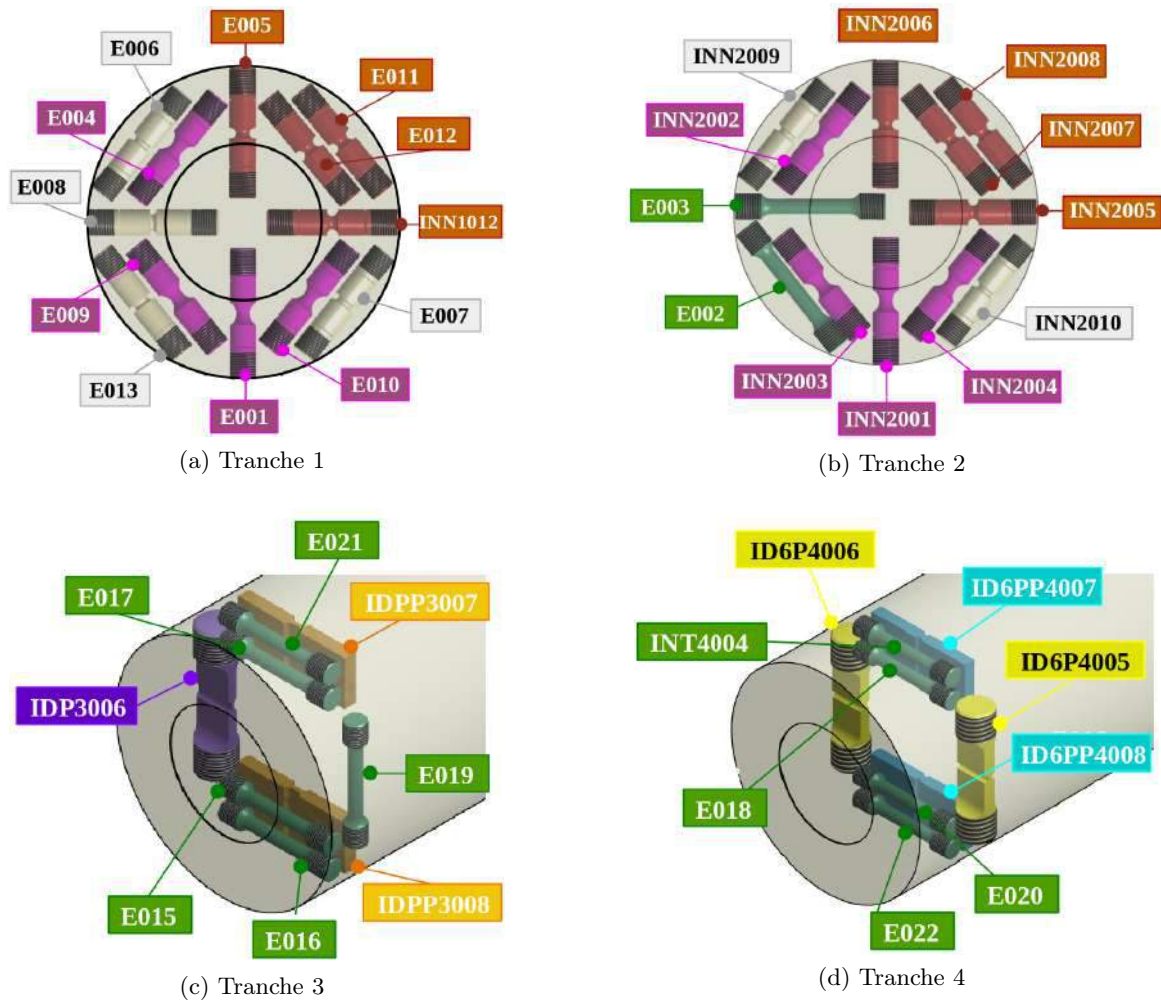 E005
E006
E011
E004
E012
E008
INN1012
E009
E007
E013
E010
E001
(a) Tranche 1
INN2006
INN2009
INN2008
INN2002
INN2007
E003
INN2005
E002
INN2010
INN2003
INN2004
INN2001
(b) Tranche 2
E021
E017
IDPP3007
IDP3006
E019
E015
E016
IDPP3008
(c) Tranche 3
ID6P4006
ID6PP4007
INT4004
ID6P4005
ID6PP4008
E018
E020
E022
(d) Tranche 4